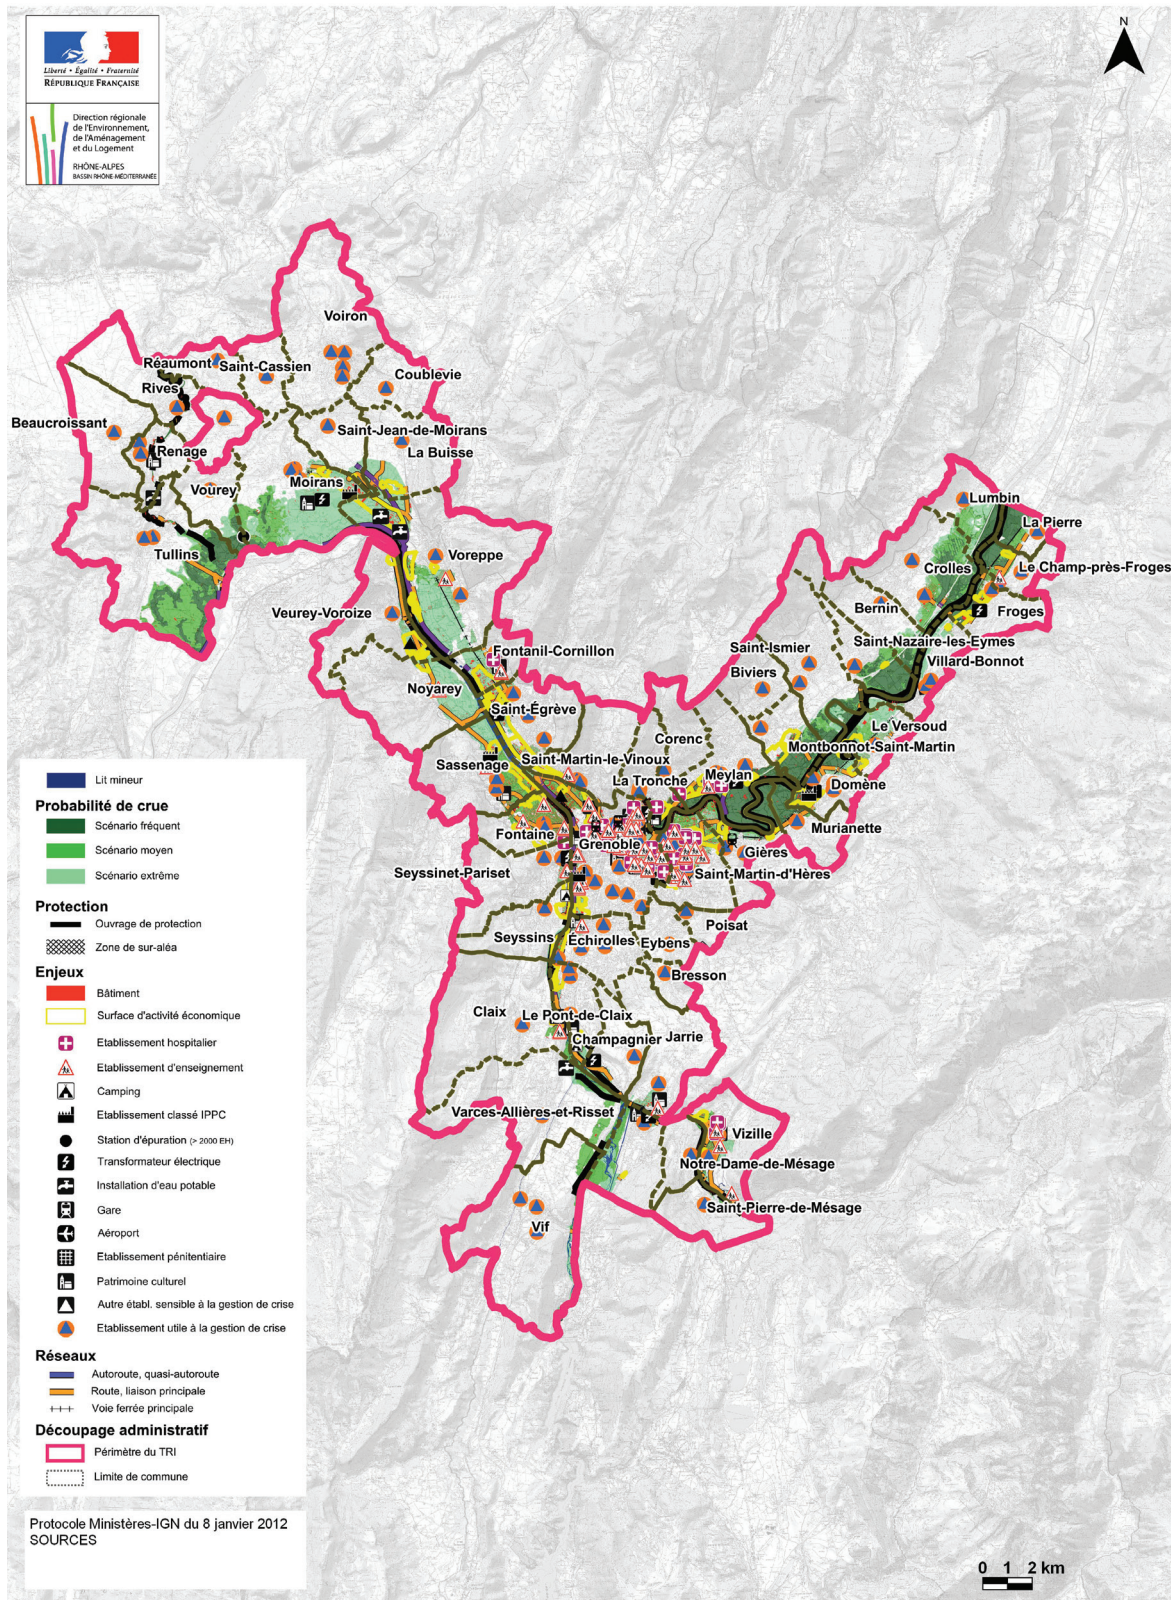 Liberté • Égalité • Fraternité
RÉPUBLIQUE FRANÇAISE
Direction régionale
de l'Environnement,
de l'Aménagement
et du Logement
RHÔNE-ALPES
BASSIN RHÔNE-MÉDITERRANÉE
N
Voiron
Réaumont
Saint-Cassien
Coublevie
Rives
Beaucroissant
Saint-Jean-de-Moirans
Renage
La Buisse
Vourey
Moirans
Tullins
Voreppe
Veurey-Voroize
Lumbin
La Pierre
Crolles
Le Champ-près-Froges
Bernin
Froges
Saint-Nazaire-les-Eymes
Saint-Ismier
Villard-Bonnot
Biviers
Fontanil-Cornillon
Noyarey
Saint-Égrève
Le Versoud
Corenc
Montbonnot-Saint-Martin
Saint-Martin-le-Vinoux
Sassenage
La Tronche
Meylan
Domène
Murianette
Fontaine
Grenoble
Gières
Seyssinet-Pariset
Saint-Martin-d'Hères
Poisat
Seyssins
Échirolles
Eybens
Bresson
Claix
Le Pont-de-Claix
Champagnier
Jarrie
Varces-Allières-et-Risset
Vizille
Notre-Dame-de-Mésage
Saint-Pierre-de-Mésage
Vif
Lit mineur
Probabilité de crue
Scénario fréquent
Scénario moyen
Scénario extrême
Protection
Ouvrage de protection
Zone de sur-aléa
Enjeux
Bâtiment
Surface d'activité économique
Etablissement hospitalier
Etablissement d'enseignement
Camping
Etablissement classé IPPC
Station d'épuration (> 2000 EH)
Transformateur électrique
Installation d'eau potable
Gare
Aéroport
Etablissement pénitentiaire
Patrimoine culturel
Autre établ. sensible à la gestion de crise
Etablissement utile à la gestion de crise
Réseaux
Autoroute, quasi-autoroute
Route, liaison principale
Voie ferrée principale
Découpage administratif
Périmètre du TRI
Limite de commune
Protocole Ministères-IGN du 8 janvier 2012
SOURCES
0 1 2 km